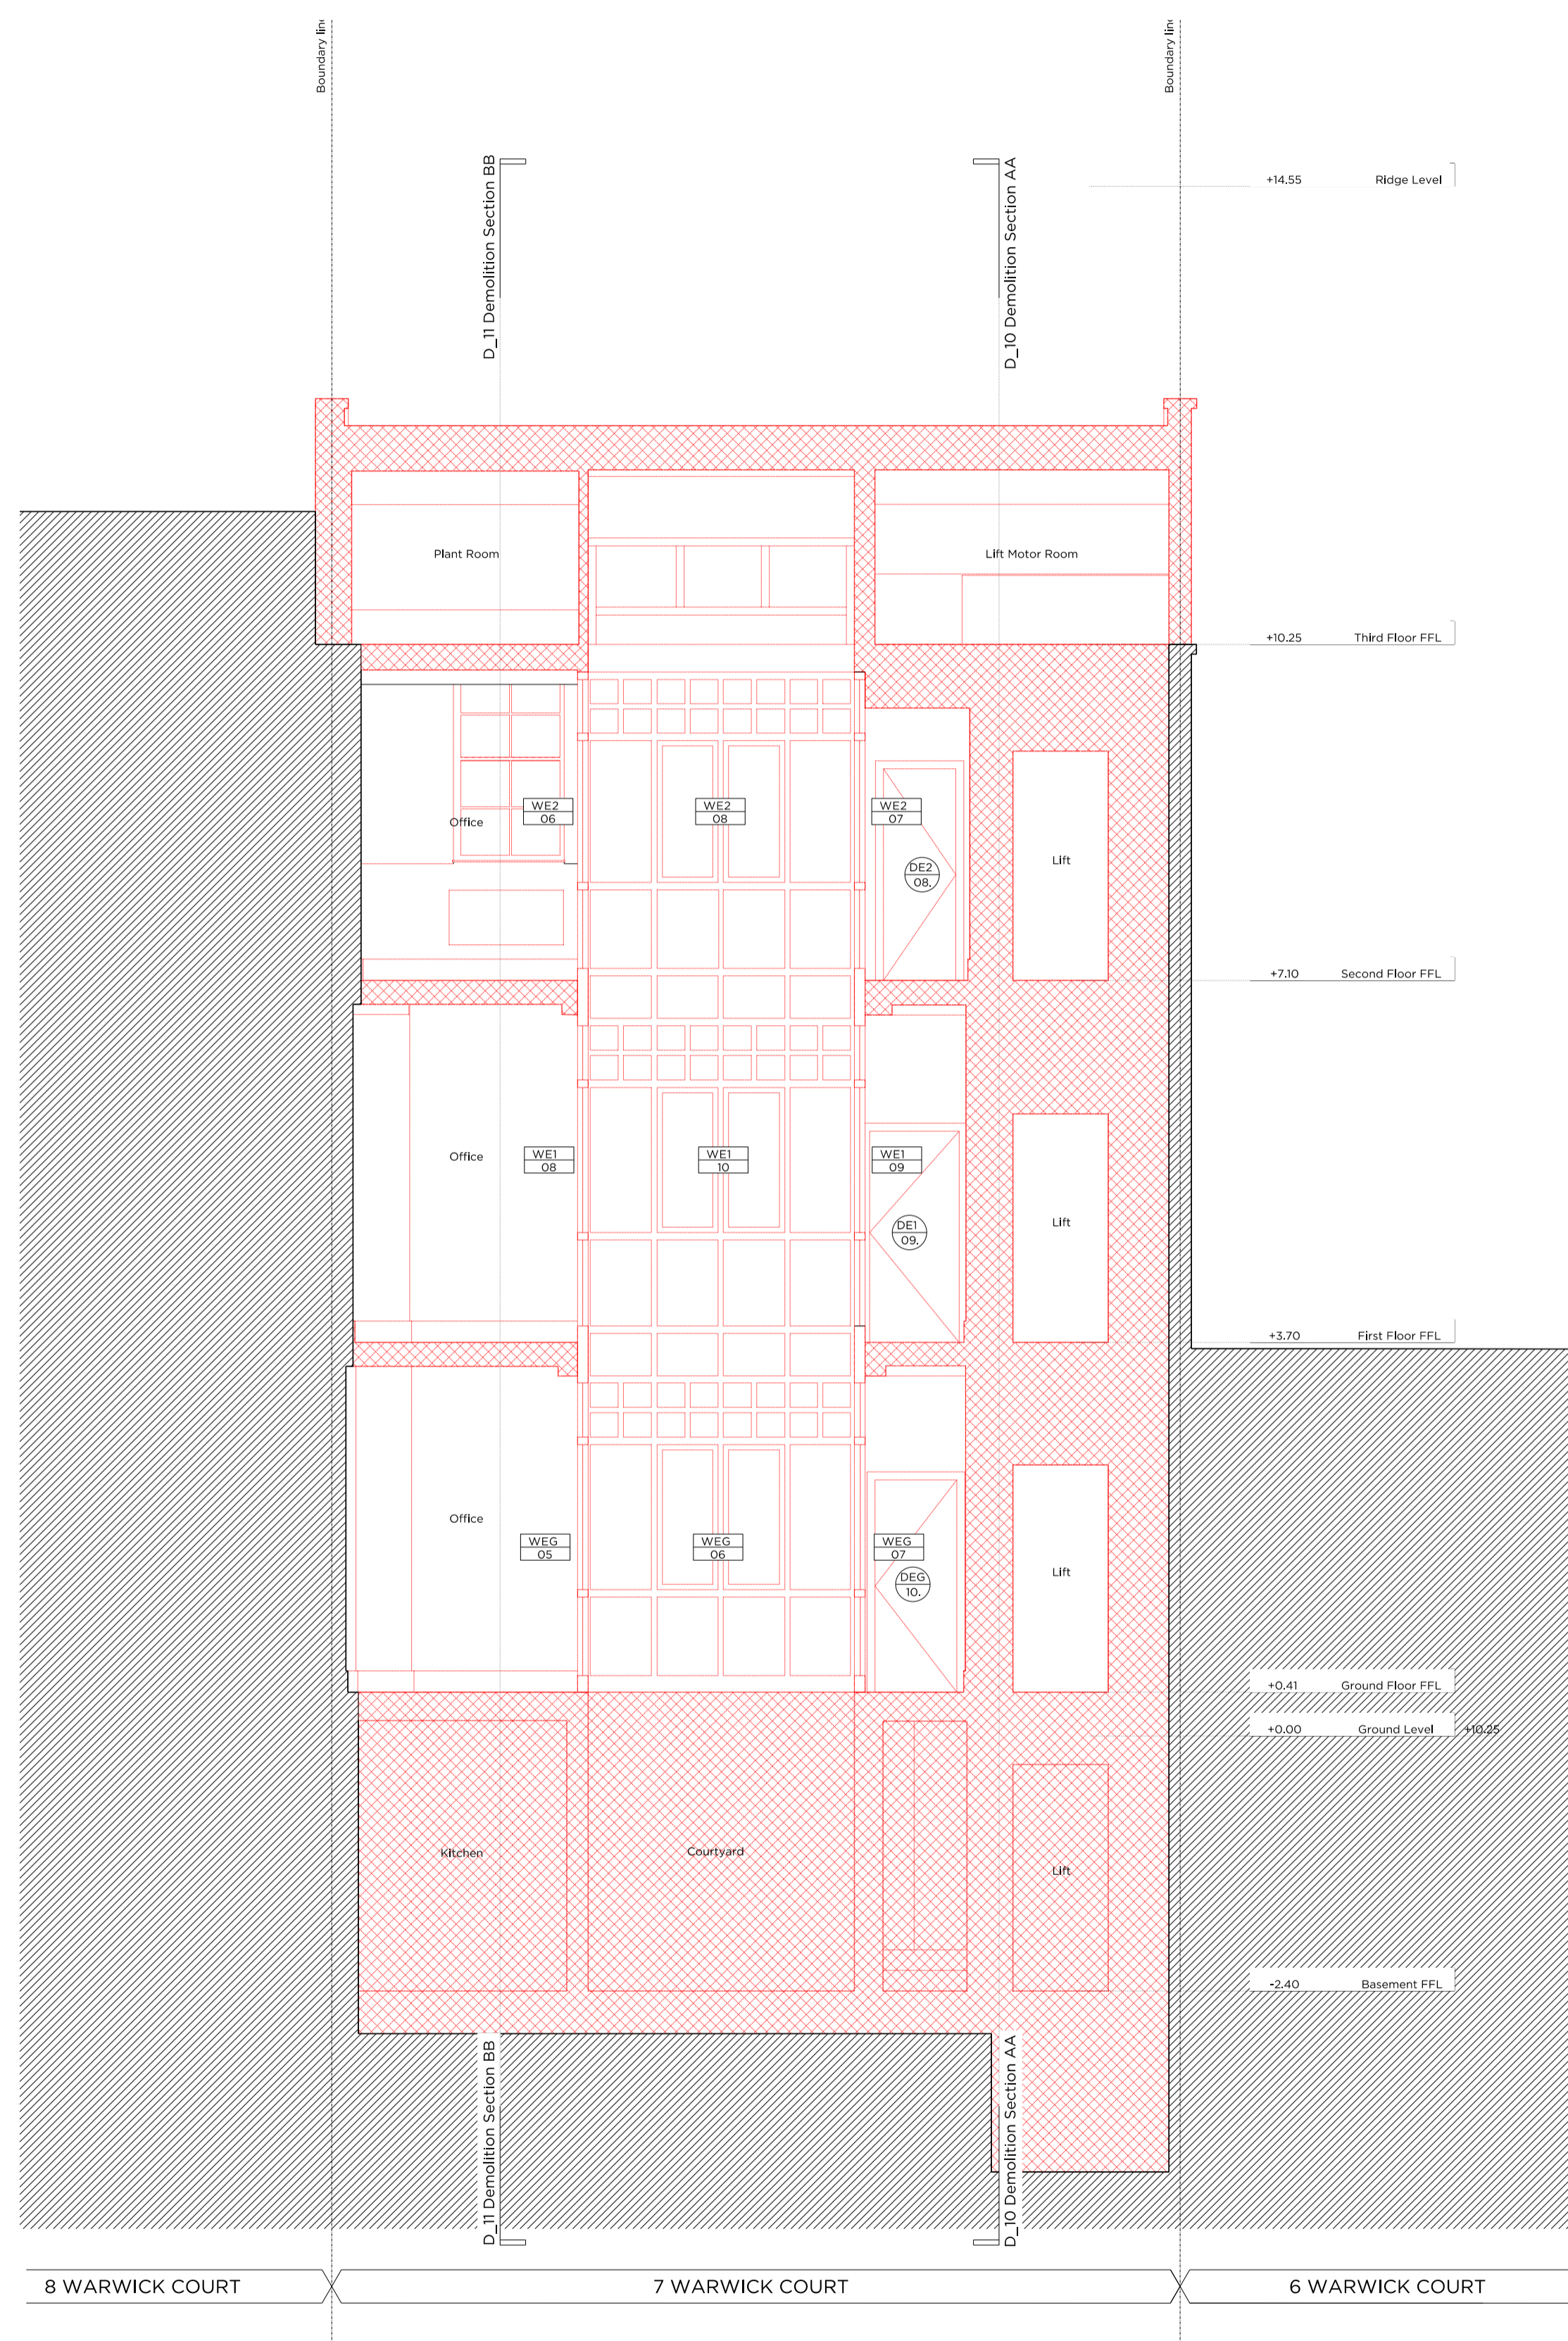 Boundary line
Boundary line
D_11 Demolition Section BB
D_10 Demolition Section AA
+14.55 Ridge Level
Plant Room
Lift Motor Room
+10.25 Third Floor FFL
WE2
06
WE2
08
WE2
07
Office
DE2
08.
Lift
+7.10 Second Floor FFL
Office
WE1
08
WE1
10
WE1
09
DE1
09.
Lift
+3.70 First Floor FFL
Office
WEG
05
WEG
06
WEG
07
DEG
10.
Lift
+0.41 Ground Floor FFL
+0.00 Ground Level +10.25
Kitchen
Courtyard
Lift
-2.40 Basement FFL
D_11 Demolition Section BB
D_10 Demolition Section AA
8 WARWICK COURT
7 WARWICK COURT
6 WARWICK COURT